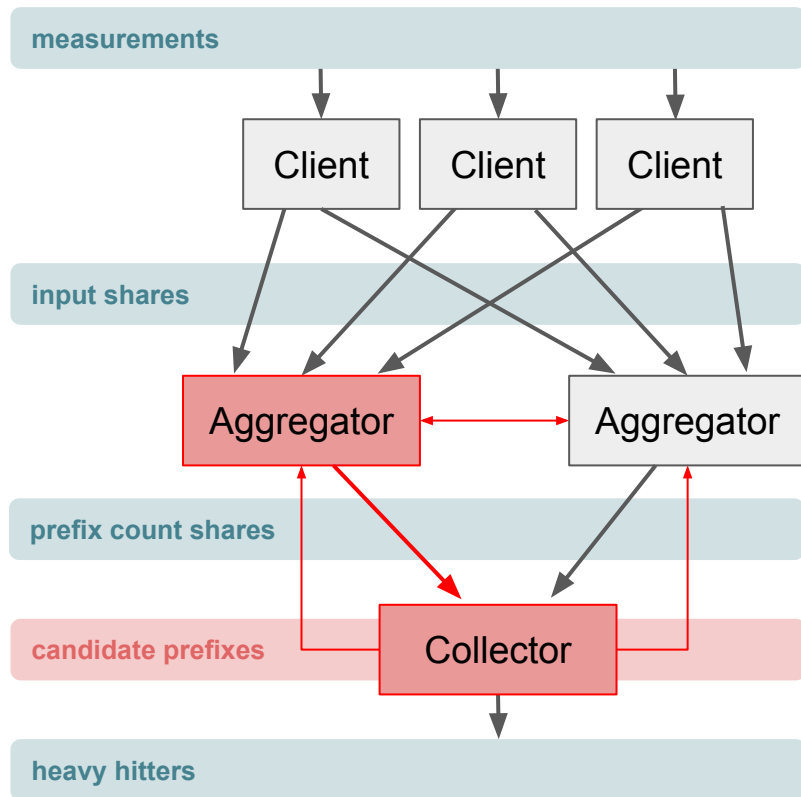 measurements
Client
Client
Client
input shares
Aggregator
Aggregator
prefix count shares
candidate prefixes
Collector
heavy hitters